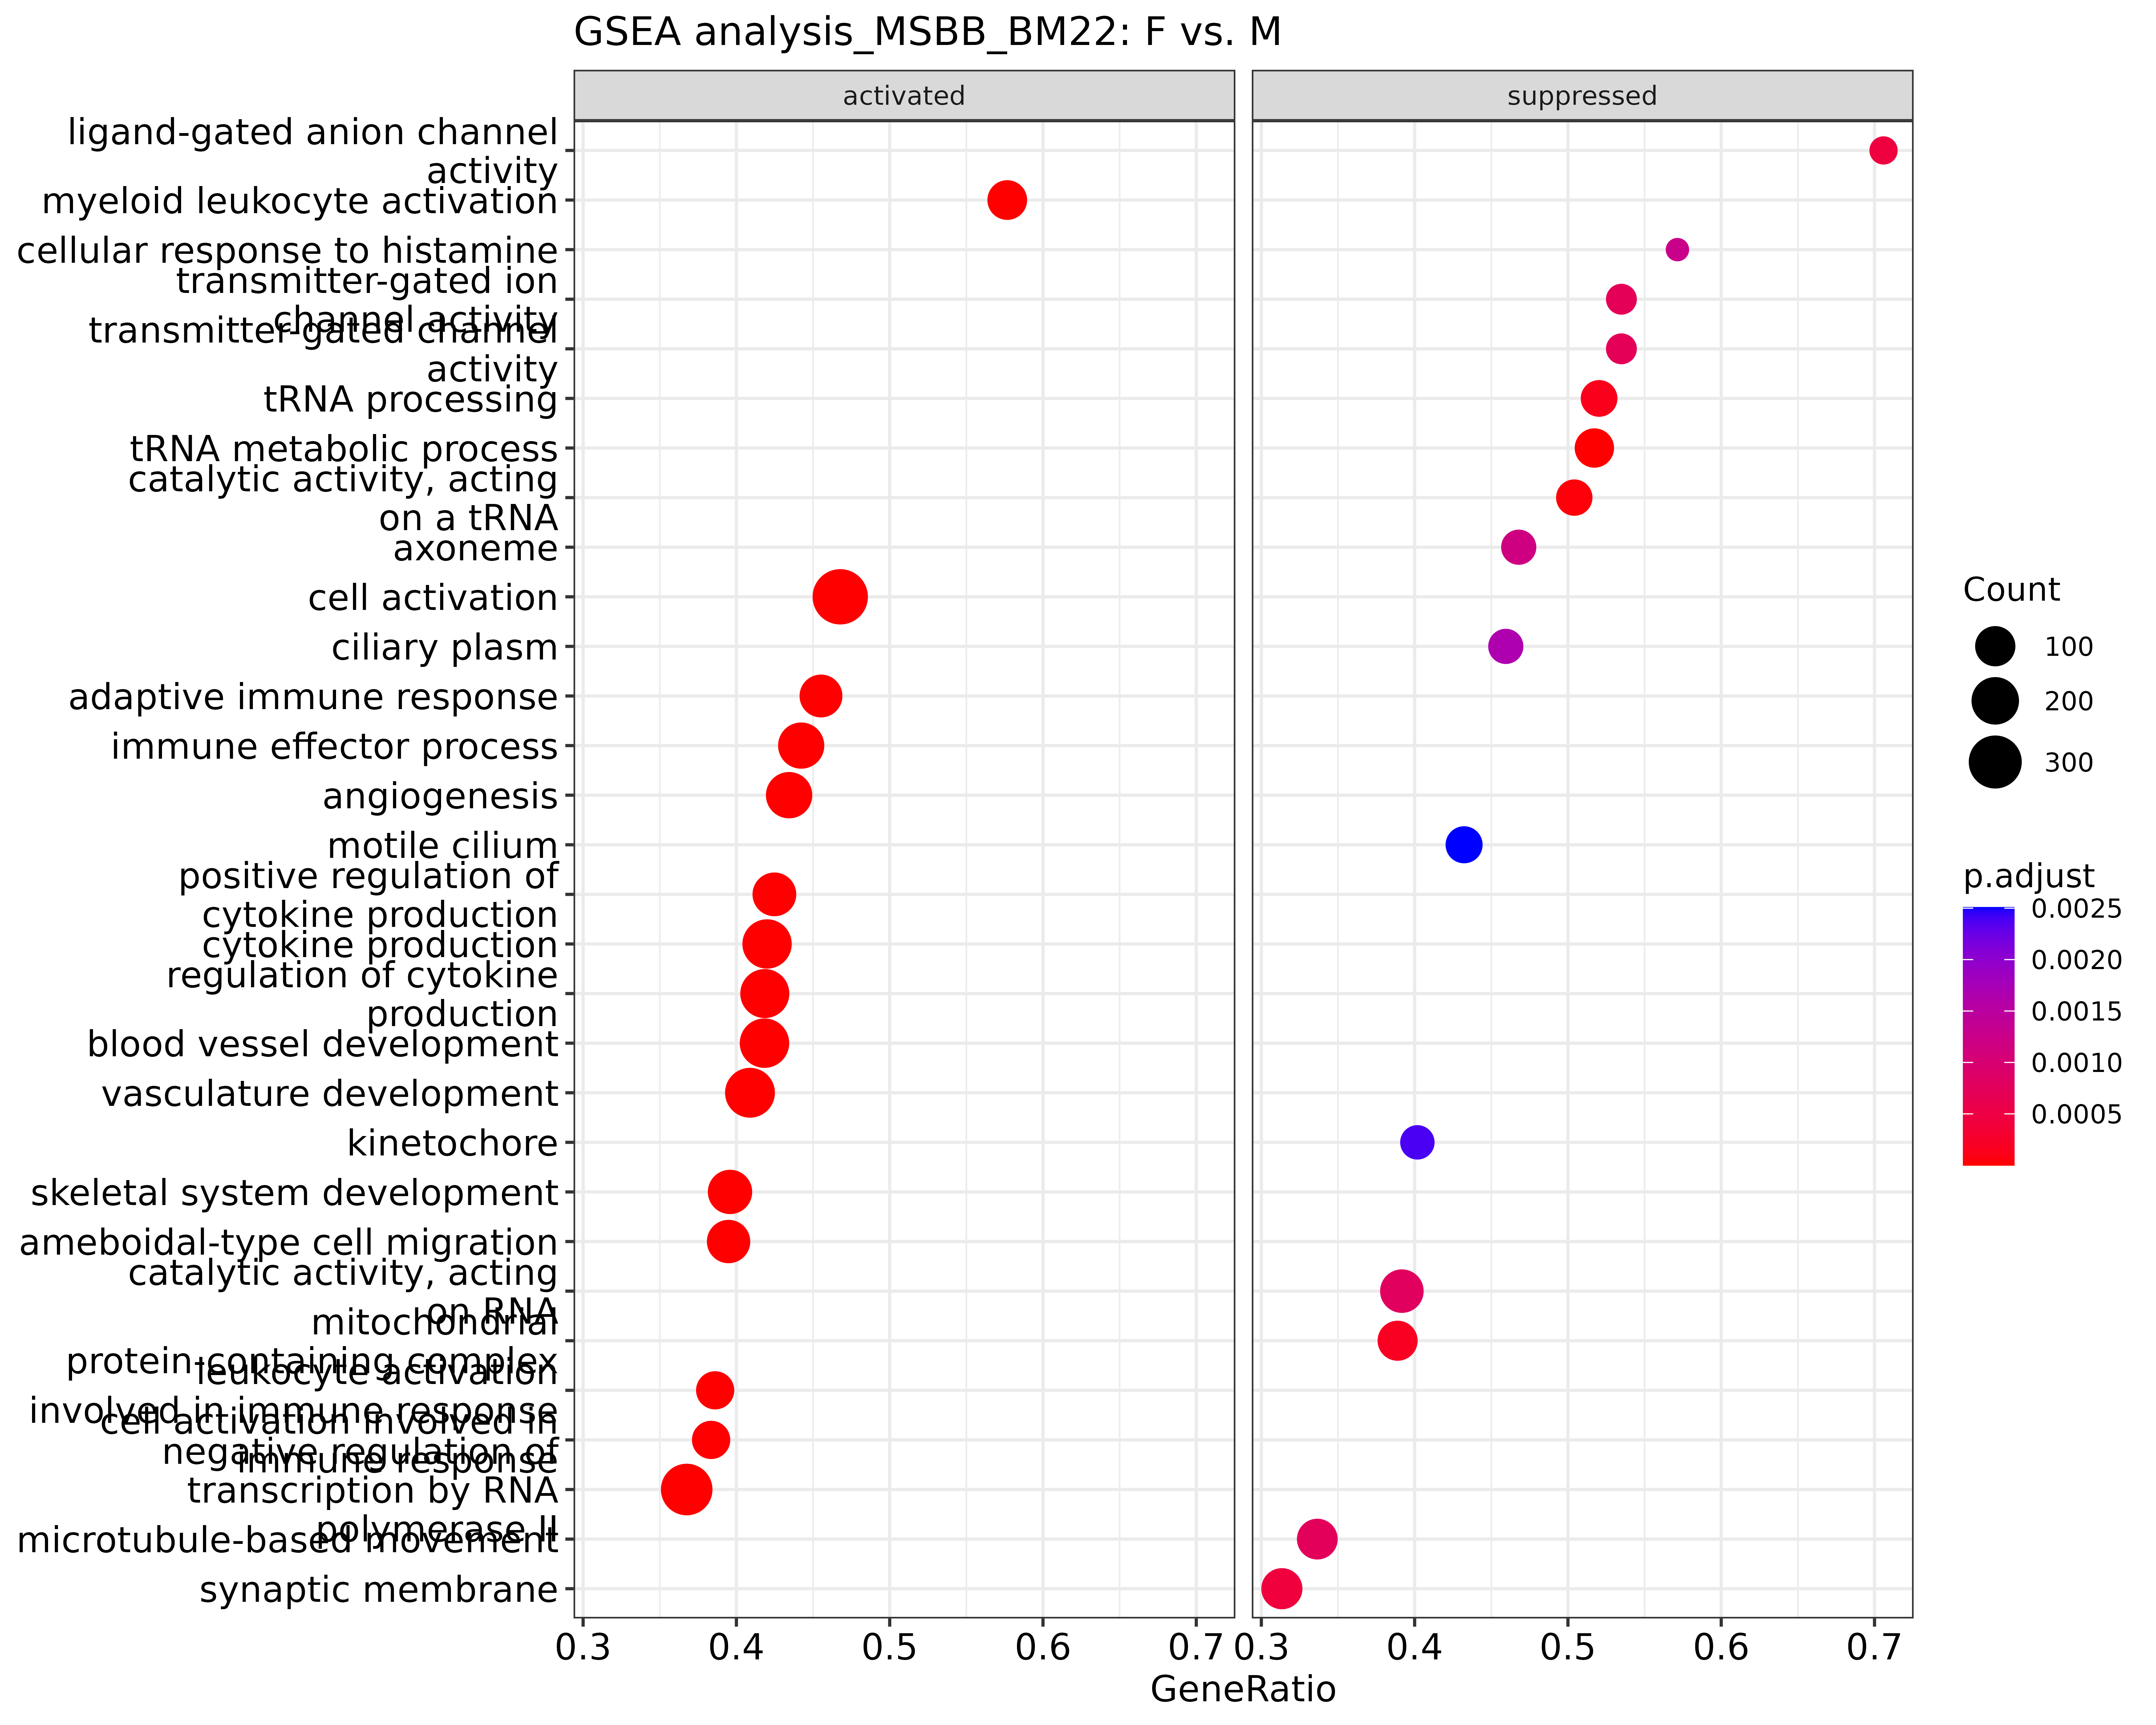 GSEA analysis_MSBB_BM22: F vs. M
activated
suppressed
ligand-gated anion channel
activity
myeloid leukocyte activation
cellular response to histamine
transmitter-gated ion
channel activity
transmitter-gated channel
activity
tRNA processing
tRNA metabolic process
catalytic activity, acting
on a tRNA
axoneme
cell activation
ciliary plasm
adaptive immune response
immune effector process
angiogenesis
motile cilium
positive regulation of
cytokine production
cytokine production
regulation of cytokine
production
blood vessel development
vasculature development
kinetochore
skeletal system development
ameboidal-type cell migration
catalytic activity, acting
on RNA
mitochondrial
protein-containing complex
leukocyte activation
involved in immune response
cell activation involved in
immune response
negative regulation of
transcription by RNA
polymerase II
microtubule-based movement
synaptic membrane
0.3 0.4 0.5 0.6 0.7
0.3 0.4 0.5 0.6 0.7
GeneRatio
Count
100
200
300
p.adjust
0.0025
0.0020
0.0015
0.0010
0.0005